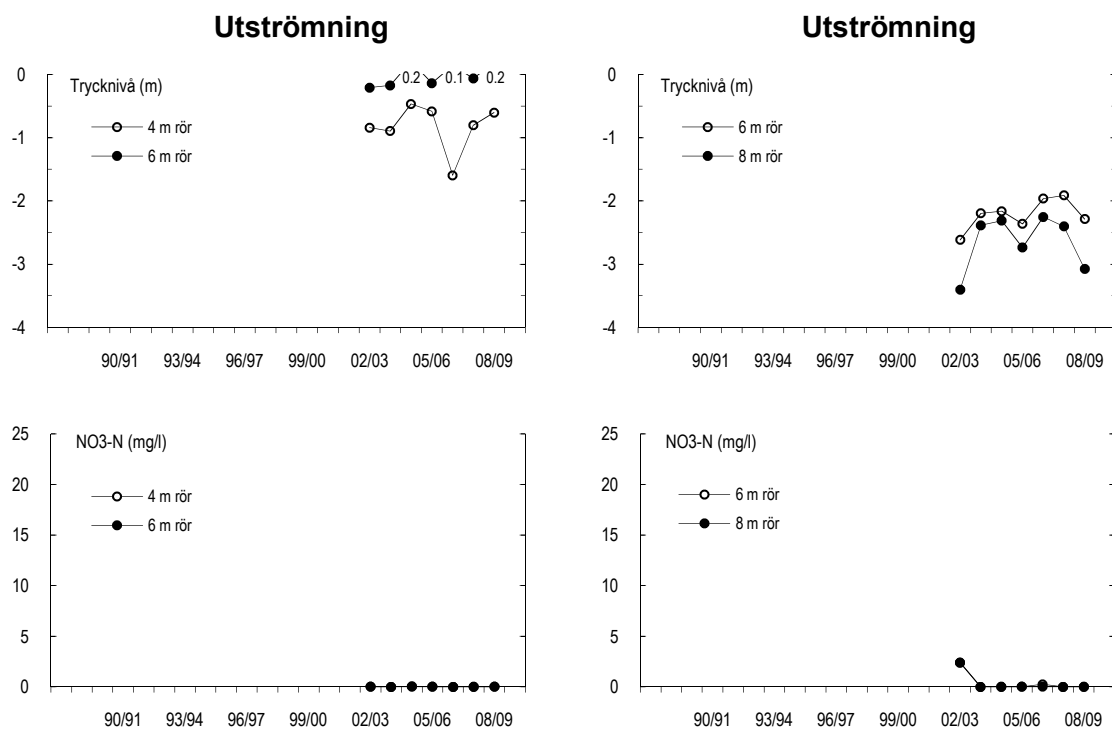 Utströmning
Trycknivå (m)
4 m rör
6 m rör
0.2 0.1 0.2
0
-1
-2
-3
-4
90/91 93/94 96/97 99/00 02/03 05/06 08/09
Utströmning
Trycknivå (m)
6 m rör
8 m rör
0
-1
-2
-3
-4
90/91 93/94 96/97 99/00 02/03 05/06 08/09
NO3-N (mg/l)
4 m rör
6 m rör
25
20
15
10
5
0
90/91 93/94 96/97 99/00 02/03 05/06 08/09
NO3-N (mg/l)
6 m rör
8 m rör
25
20
15
10
5
0
90/91 93/94 96/97 99/00 02/03 05/06 08/09